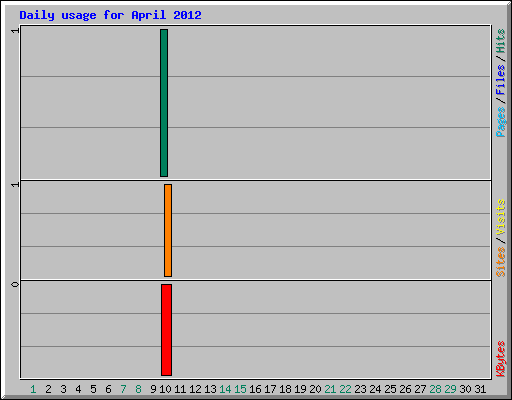 Daily usage for April 2012
1
1
0
Pages / Files / Hits
Sites / Visits
KBytes
1 2 3 4 5 6 7 8 9 10 11 12 13 14 15 16 17 18 19 20 21 22 23 24 25 26 27 28 29 30 31